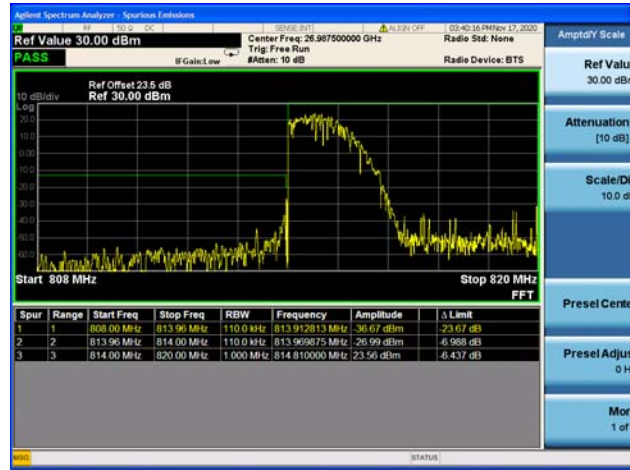 Agilent Spectrum Analyzer - Spurious Emissions
RF 50 Ω DC SENSE:INT ALIGN OFF 03:40:16 PM Nov 17, 2020
Ref Value 30.00 dBm Center Freq: 26.987500000 GHz Radio Std: None
PASS Trig: Free Run
IFGain:Low #Atten: 10 dB Radio Device: BTS
Ref Offset 23.5 dB
10 dB/div Ref 30.00 dBm
Log
20.0
10.0
0.00
10.0
20.0
30.0
40.0
50.0
60.0
Start 808 MHz Stop 820 MHz
FFT
Spur Range Start Freq Stop Freq RBW Frequency Amplitude Δ Limit
1 1 808.00 MHz 813.96 MHz 110.0 kHz 813.912813 MHz -36.67 dBm -23.67 dB
2 2 813.96 MHz 814.00 MHz 110.0 kHz 813.969875 MHz -26.99 dBm -6.988 dB
3 3 814.00 MHz 820.00 MHz 1.000 MHz 814.810000 MHz 23.56 dBm -6.437 dB
MSG STATUS
Amptd/Y Scale
Ref Valu
30.00 dBm
Attenuation
[10 dB]
Scale/Di
10.0 d
Presel Cente
Presel Adjus
0 H
Mor
1 of